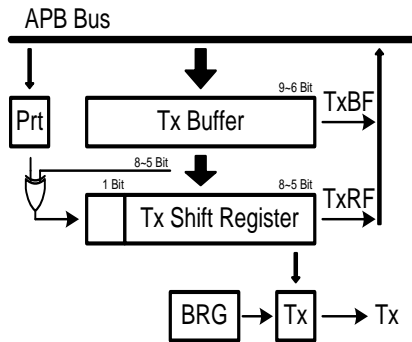 APB Bus
9~6 Bit
Prt
Tx Buffer
TxBF
8~5 Bit
1 Bit
8~5 Bit
Tx Shift Register
TxRF
BRG
Tx
Tx